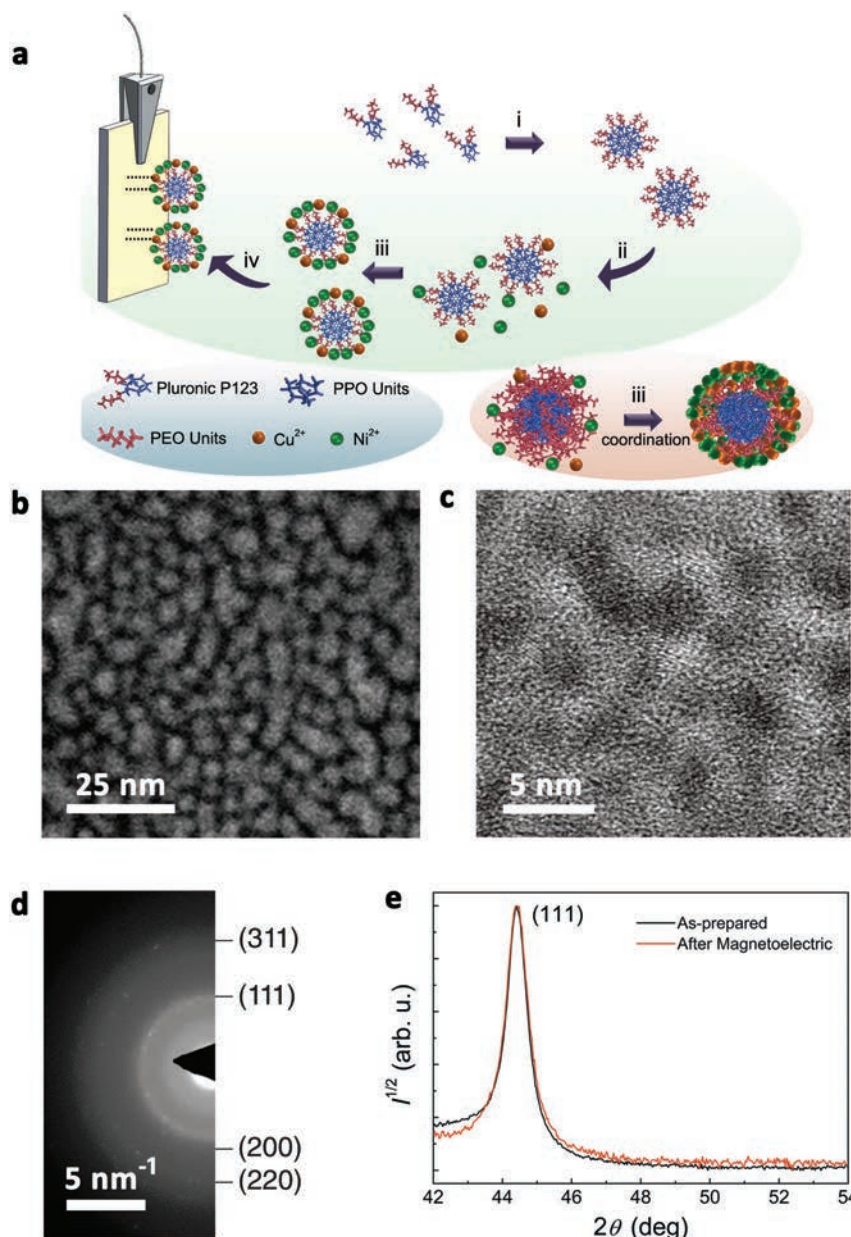 a
i
ii
iii
iv
Pluronic P123
PPO Units
PEO Units
Cu²⁺
Ni²⁺
iii
coordination
b
25 nm
c
5 nm
d
(311)
(111)
(200)
(220)
5 nm⁻¹
e
(111)
As-prepared
After Magnetoelectric
I^1/2 (arb. u.)
42 44 46 48 50 52 54
2θ (deg)